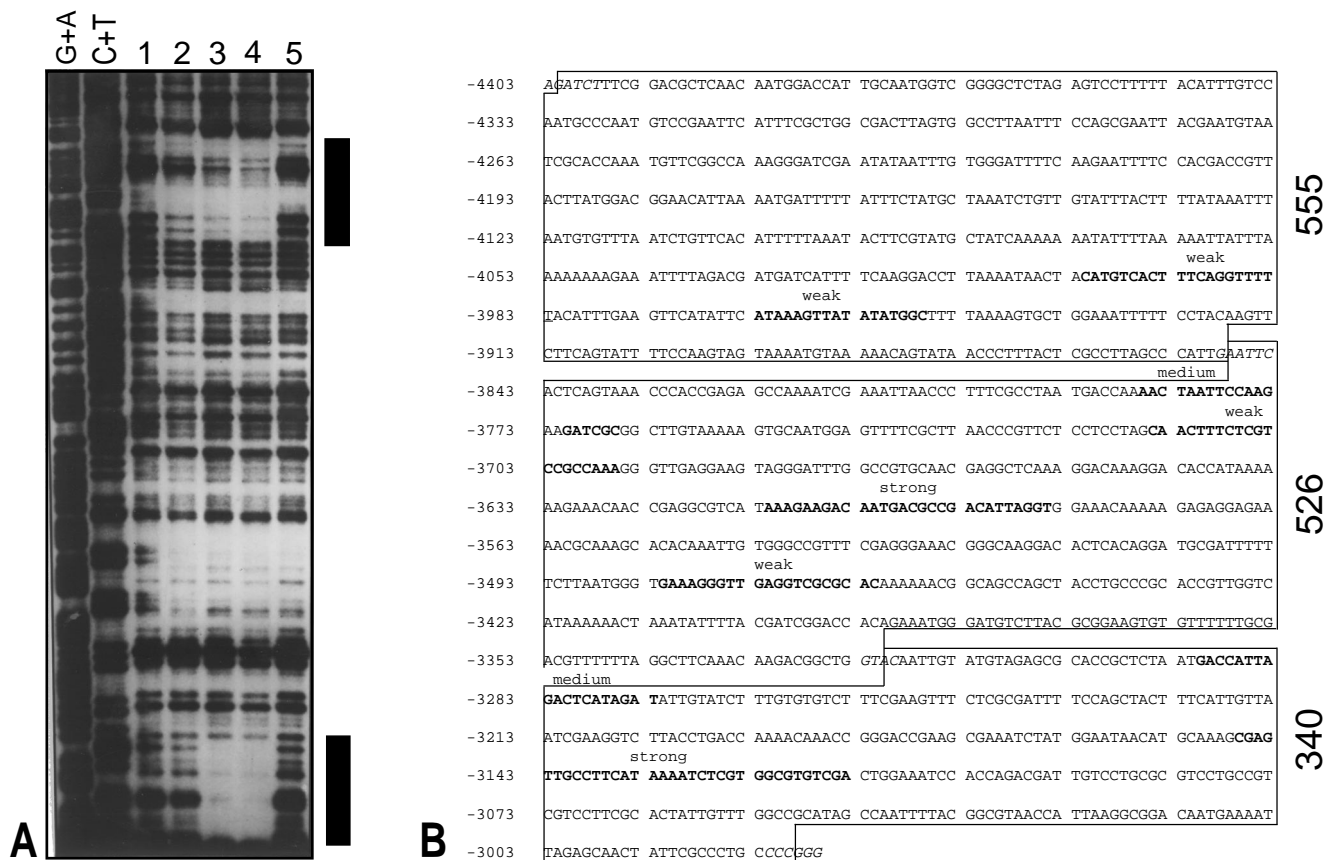 G+A C+T 1 2 3 4 5
A
B
-4403 AGATCTTTCG GACGCTCAAC AATGGACCAT TGCAATGGTC GGGGCTCTAG AGTCCTTTTT ACATTTGTCC
-4333 AATGCCCAAT GTCCGAATTC ATTTCGCTGG CGACTTAGTG GCCTTAATTT CCAGCGAATT ACGAATGTAA
-4263 TCGCACCAAA TGTTCGGCCA AAGGGATCGA ATATAATTTG TGGGATTTTC AAGAATTTTC CACGACCGTT
-4193 ACTTATGGAC GGAACATTAA AATGATTTTT ATTTCTATGC TAAATCTGTT GTATTTACTT TTATAAATTT
-4123 AATGTGTTTA ATCTGTTCAC ATTTTTAAAT ACTTCGTATG CTATCAAAAA AATATTTTAA AAATTATTTA
weak
-4053 AAAAAAAGAA ATTTTAGACG ATGATCATTT TCAAGGACCT TAAAATAACT ACATGTCACT TTCAGGTTTT
weak
-3983 TACATTTGAA GTTCATATTC ATAAAGTTAT ATATGGCTTT TAAAAGTGCT GGAAATTTTT CCTACAAGTT
-3913 CTTCAGTATT TTCCAAGTAG TAAAATGTAA AAACAGTATA ACCCTTTACT CGCCTTAGCC CATTGAATTC
medium
-3843 ACTCAGTAAA CCCACCGAGA GCCAAAATCG AAATTAACCC TTTCGCCTAA TGACCAAAAC TAATTCCAAG
weak
-3773 AAGATCGCGG CTTGTAAAAA GTGCAATGGA GTTTTCGCTT AACCCGTTCT CCTCCTAGCA ACTTTCTCGT
-3703 CCGCCAAAGG GTTGAGGAAG TAGGGATTTG GCCGTGCAAC GAGGCTCAAA GGACAAAGGA CACCATAAAA
strong
-3633 AAGAAACAAC CGAGGCGTCA TAAAGAAGAC AATGACGCCG ACATTAGGTG GAAACAAAAA GAGAGGAGAA
-3563 AACGCAAAGC ACACAAATTG TGGGCCGTTT CGAGGGAAAC GGGCAAGGAC ACTCACAGGA TGCGATTTTT
weak
-3493 TCTTAATGGG TGAAAGGGTT GAGGTCGCGC ACAAAAAACGG CAGCCAGCT ACCTGCCCGC ACCGTTGGTC
-3423 ATAAAAAACT AAATATTTTA CGATCGGACC ACAGAAATGG GATGTCTTAC GCGGAAGTGT GTTTTTTGCG
-3353 ACGTTTTTTA GGCTTCAAAC AAGACGGCTG GTACAATTGT ATGTAGAGCG CACCGCTCTAA TGACCATTA
medium
-3283 GACTCATAGA TATTGTATCT TTGTGTGTCT TTCGAAGTTT CTCGCGATTT TCCAGCTACT TTCATTGTTA
-3213 ATCGAAGGTC TTACCTGACC AAAACAAACC GGGACCGAAGC GAAATCTATG GAATAACATG CAAAGCGAG
strong
-3143 TTGCCTTCAT AAAATCTCGT GGCGTGTCGA CTGGAAATCC ACCAGACGATT TGTCCTGCGC GTCCTGCCGT
-3073 CGTCCTTCGC ACTATTGTTT GGCCGCATAG CCAATTTTAC GGCGTAACCA TTAAGGCGGA CAATGAAAAT
-3003 TAGAGCAACT ATTCGCCCTG CCCCGGG
555
526
340